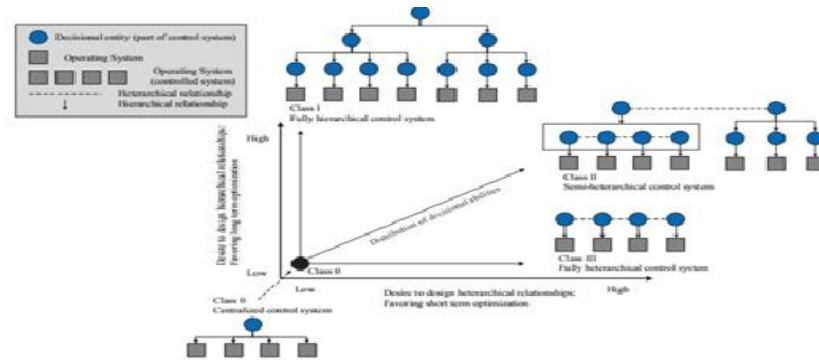 Decisional entity (part of control system)
Operating System
Operating System
(controlled system)
Heterarchical relationship
Hierarchical relationship
Class I
Fully hierarchical control system
High
Desire to design hierarchical relationships:
Favoring long term optimization
Low
Distribution of decisional abilities
Class 0
Class II
Semi-heterarchical control system
Class III
Fully heterarchical control system
Low
High
Desire to design heterarchical relationships:
Favoring short term optimization
Class 0
Centralized control system